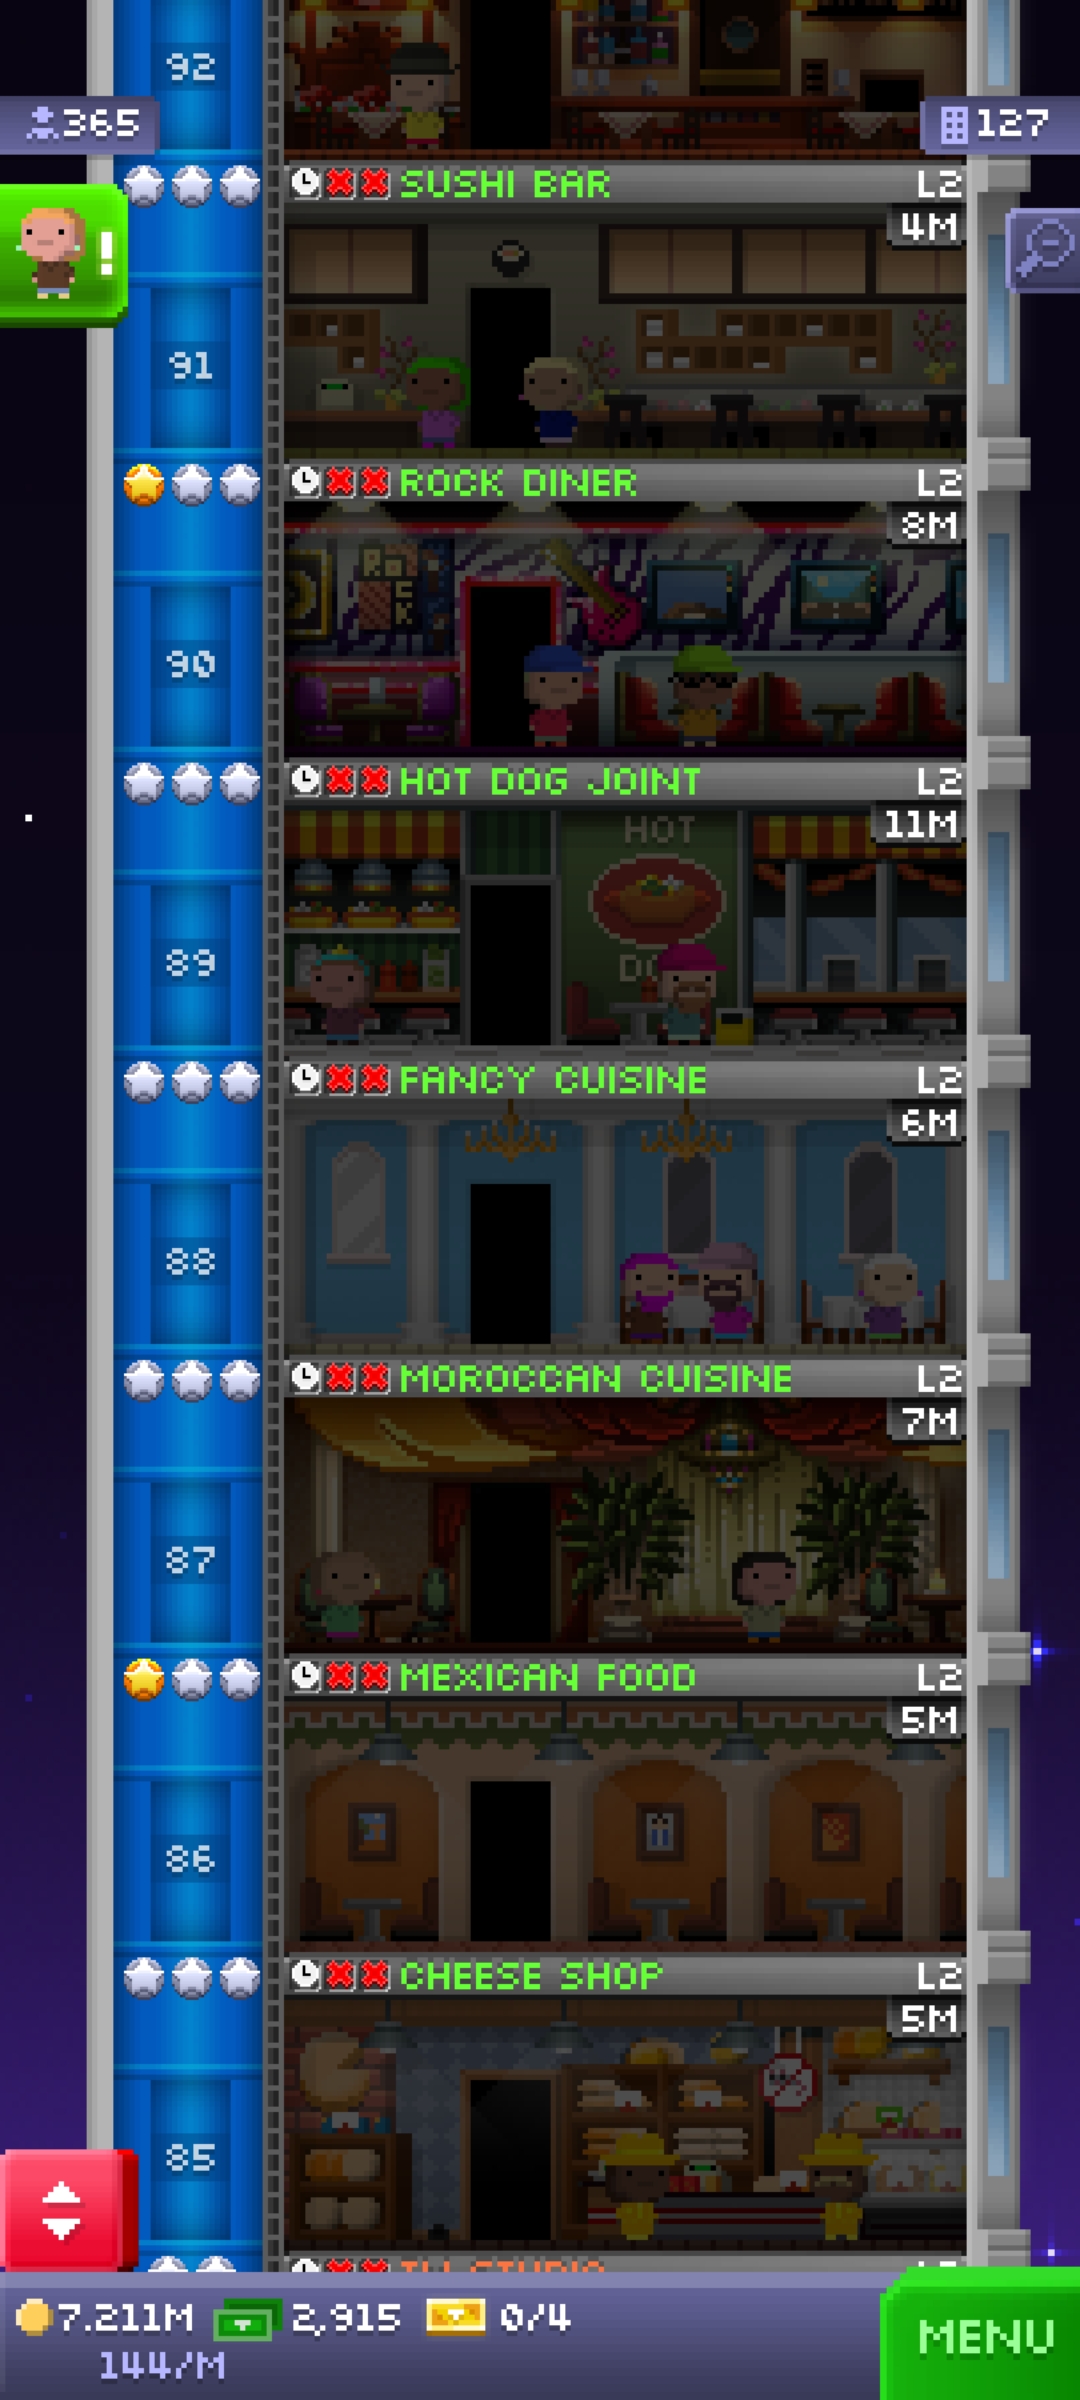 92
365
127
SUSHI BAR L2
4M
!
91
ROCK DINER L2
8M
ROCK
90
HOT DOG JOINT L2
11M
HOT
89
FANCY CUISINE L2
6M
88
MOROCCAN CUISINE L2
7M
87
MEXICAN FOOD L2
5M
86
CHEESE SHOP L2
5M
85
7.211M 2,915 0/4
144/M
MENU